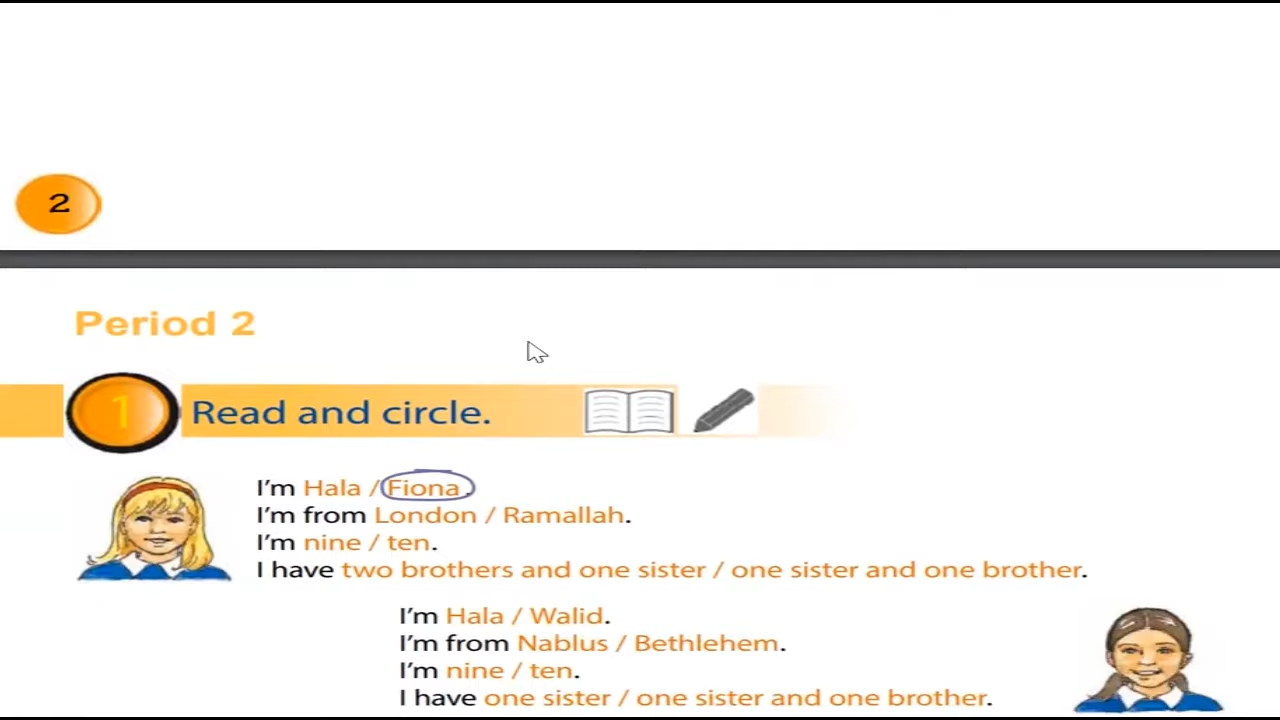 2
Period 2
1 Read and circle.
I'm Hala / Fiona.
I'm from London / Ramallah.
I'm nine / ten.
I have two brothers and one sister / one sister and one brother.
I'm Hala / Walid.
I'm from Nablus / Bethlehem.
I'm nine / ten.
I have one sister / one sister and one brother.